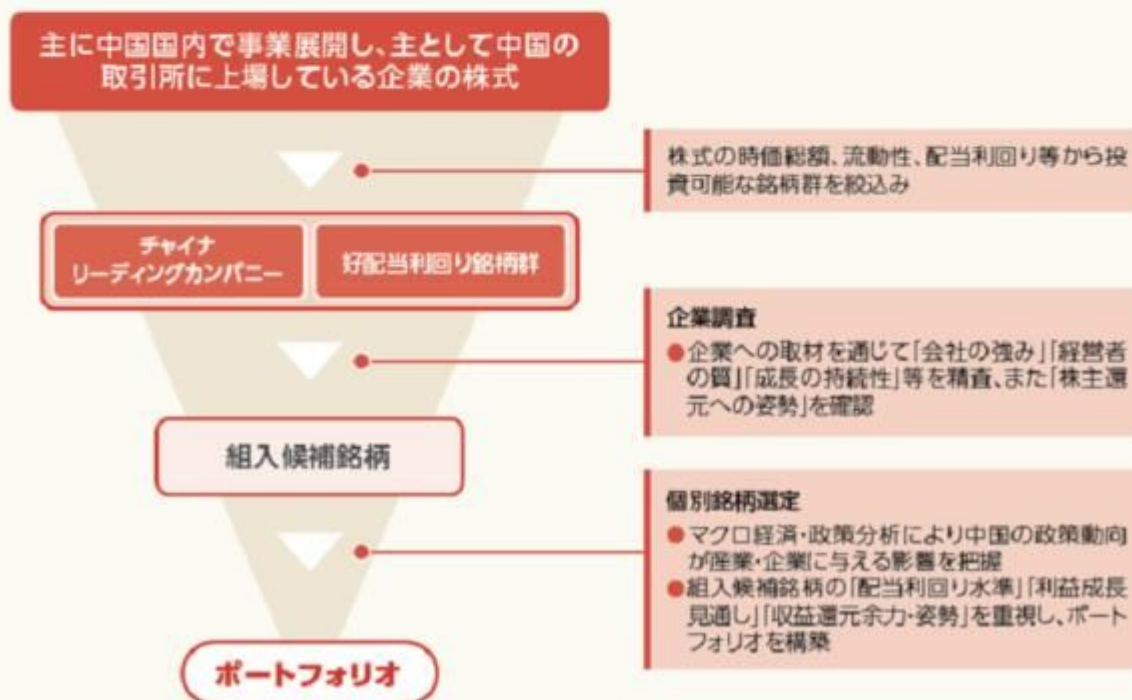 主に中国国内で事業展開し、主として中国の
取引所に上場している企業の株式
株式の時価総額、流動性、配当利回り等から投
資可能な銘柄群を絞込み
チャイナ
リーディングカンパニー
好配当利回り銘柄群
企業調査
●企業への取材を通じて「会社の強み」「経営者
の質」「成長の持続性」等を精査、また「株主還
元への姿勢」を確認
組入候補銘柄
個別銘柄選定
●マクロ経済・政策分析により中国の政策動向
が産業・企業に与える影響を把握
●組入候補銘柄の「配当利回り水準」「利益成長
見通し」「収益還元余力・姿勢」を重視し、ポート
フォリオを構築
ポートフォリオ